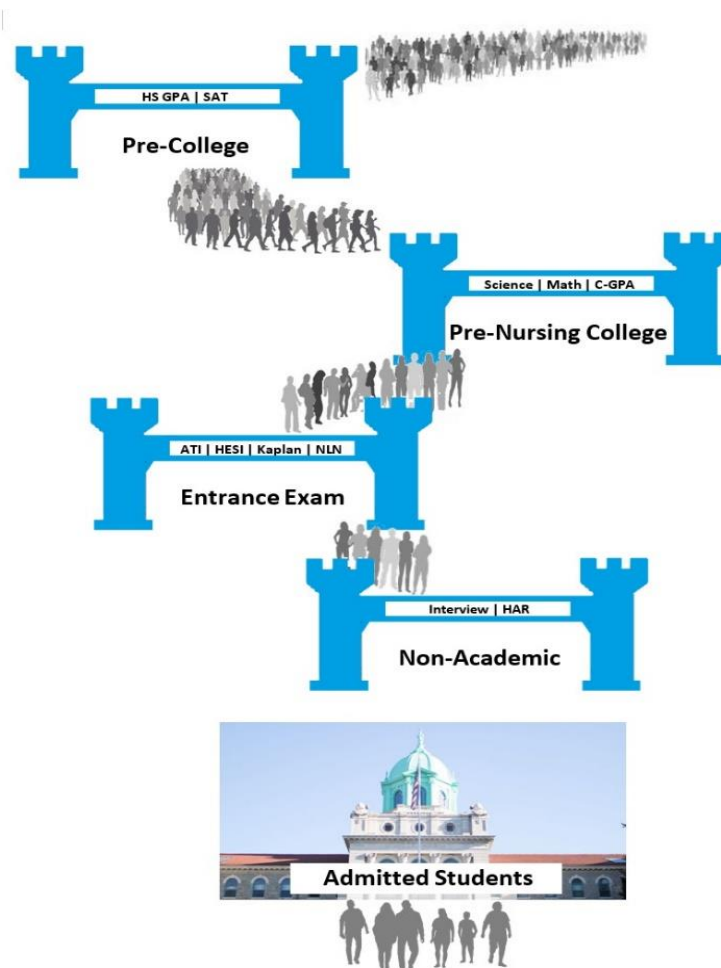 HS GPA | SAT
Pre-College
Science | Math | C-GPA
Pre-Nursing College
ATI | HESI | Kaplan | NLN
Entrance Exam
Interview | HAR
Non-Academic
Admitted Students